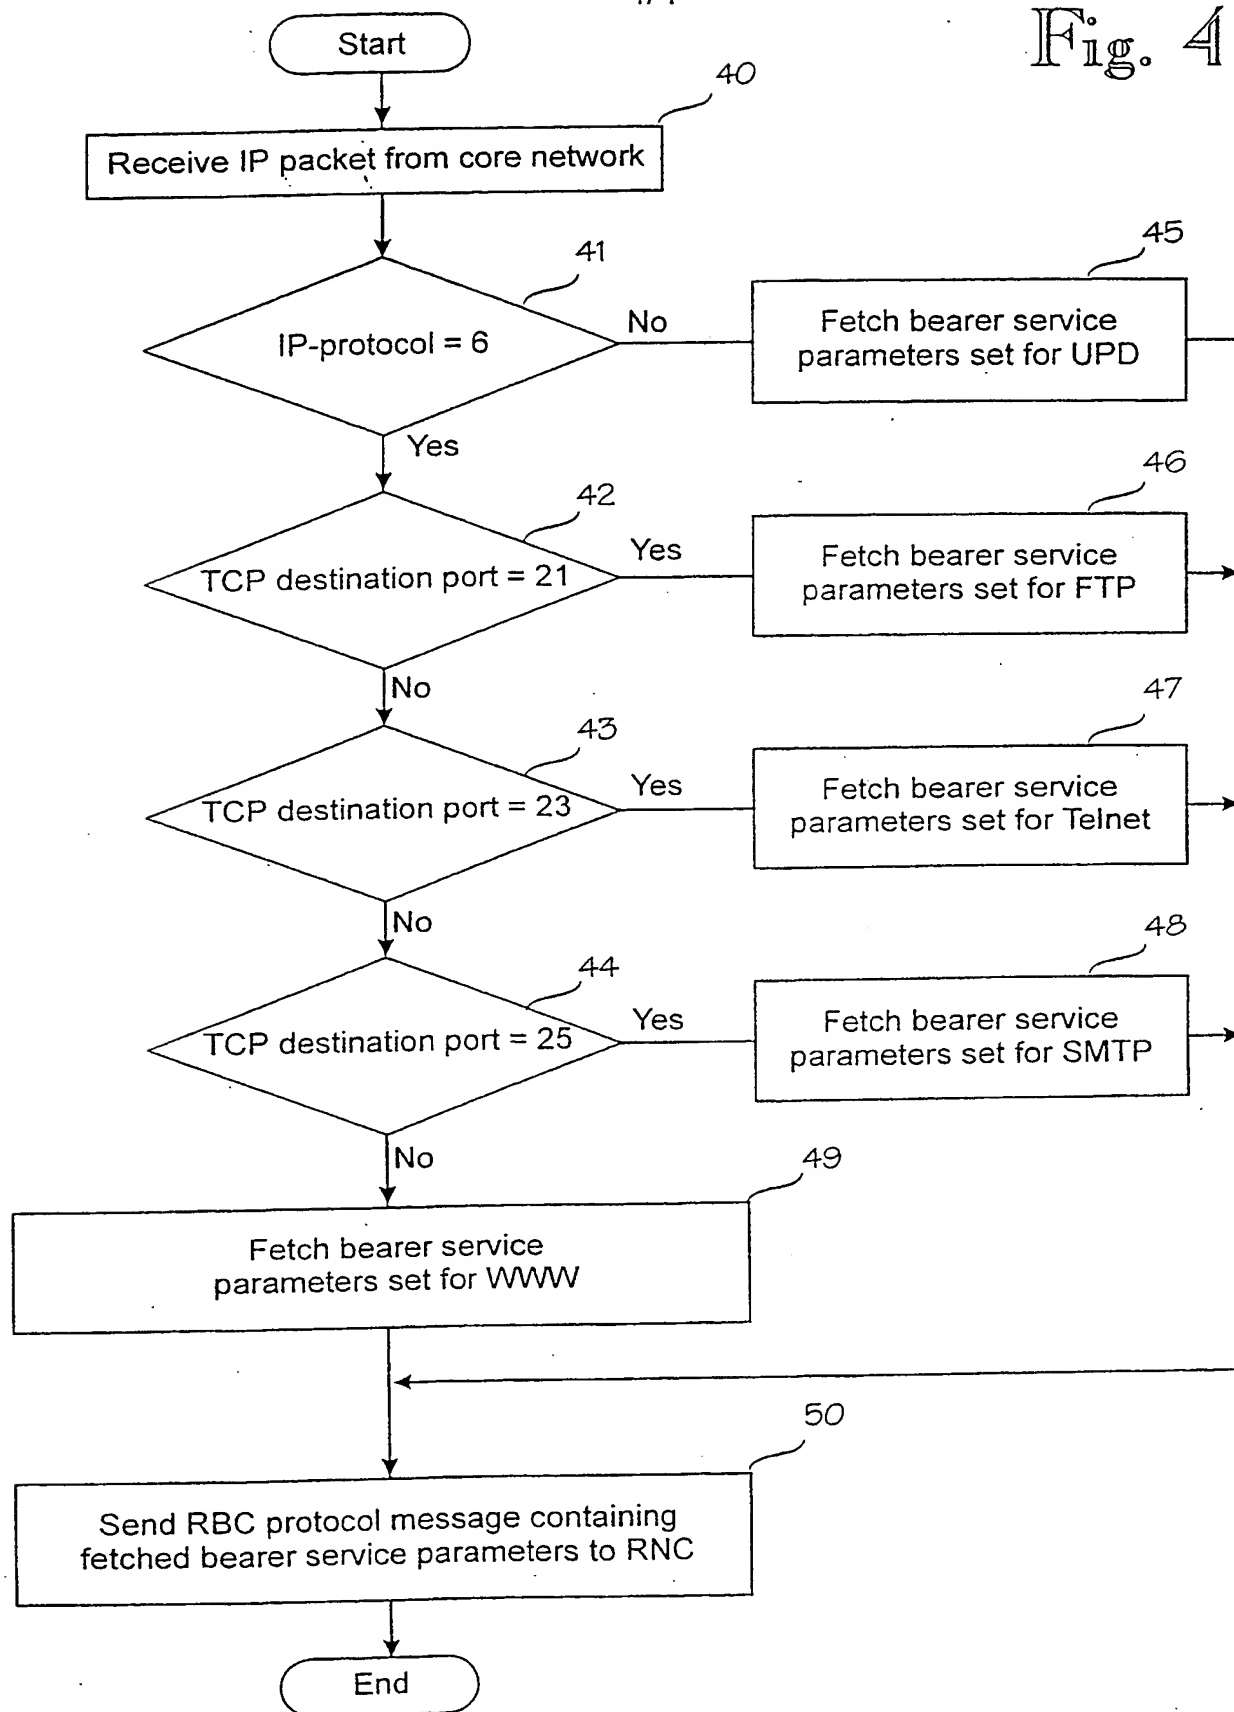 Fig. 4
Start
40
Receive IP packet from core network
41
IP-protocol = 6
No
45
Fetch bearer service
parameters set for UPD
Yes
42
TCP destination port = 21
Yes
46
Fetch bearer service
parameters set for FTP
No
43
TCP destination port = 23
Yes
47
Fetch bearer service
parameters set for Telnet
No
44
TCP destination port = 25
Yes
48
Fetch bearer service
parameters set for SMTP
No
49
Fetch bearer service
parameters set for WWW
50
Send RBC protocol message containing
fetched bearer service parameters to RNC
End